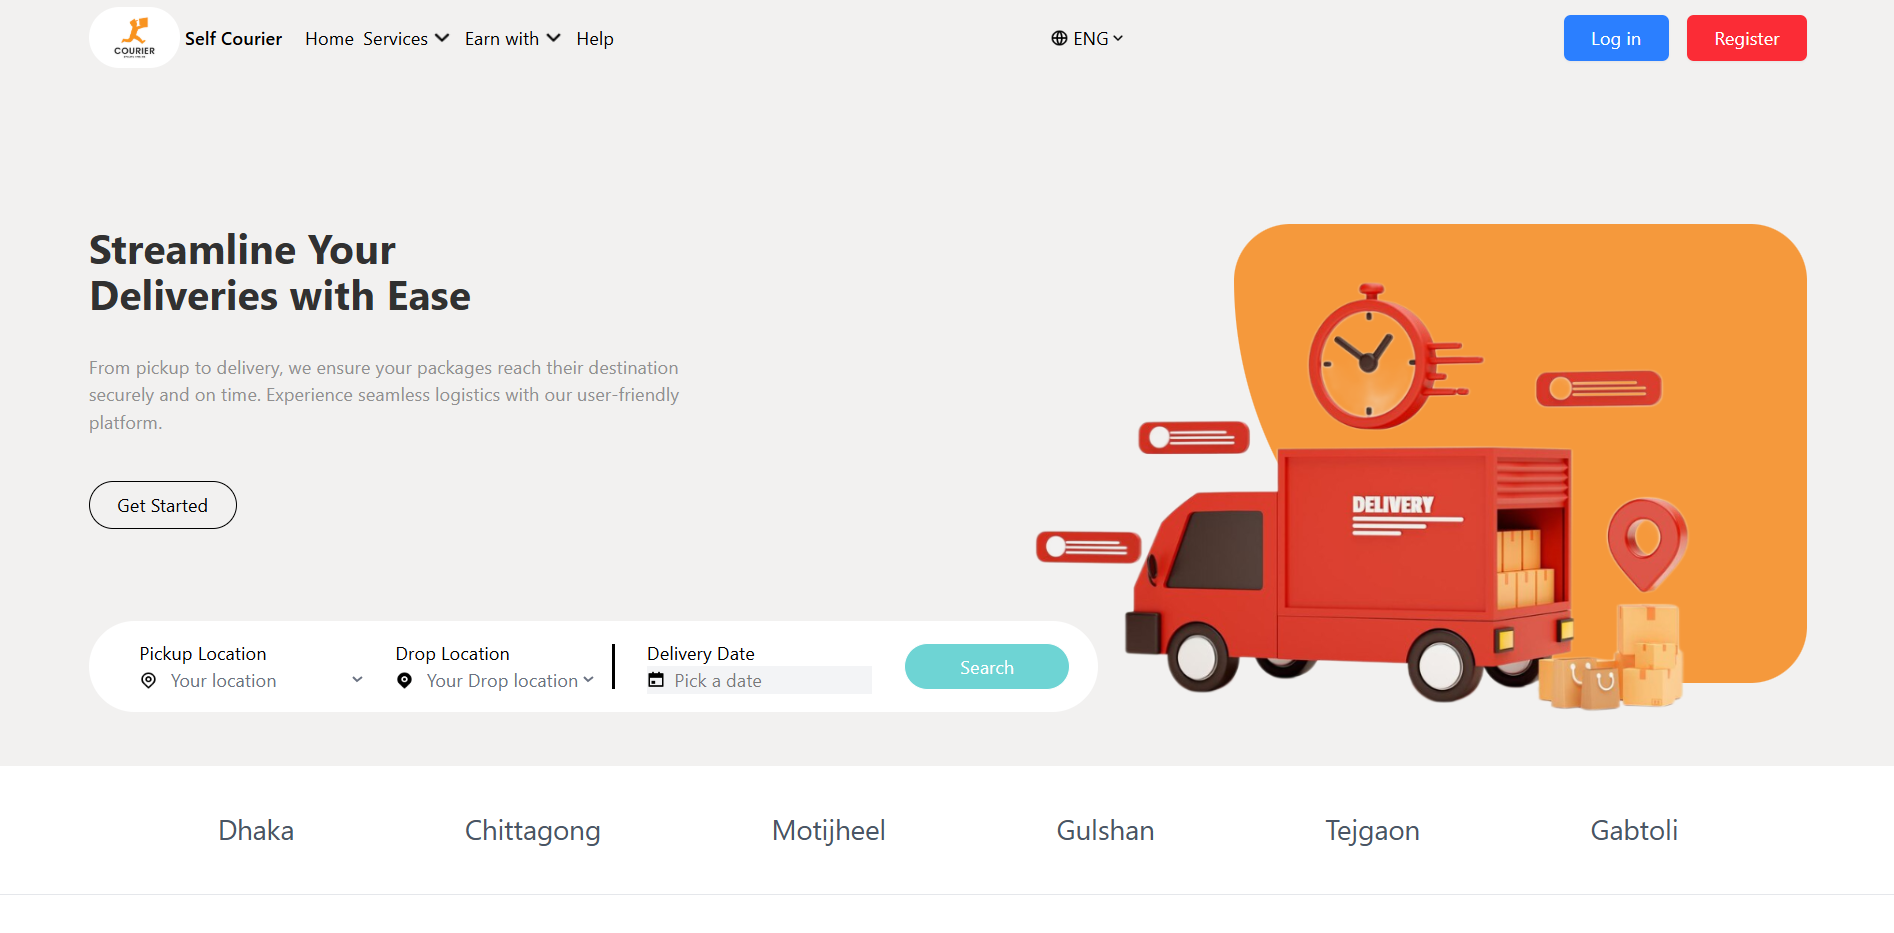 COURIER
Self Courier
Home
Services
Earn with
Help
ENG
Log in
Register
Streamline Your
Deliveries with Ease
From pickup to delivery, we ensure your packages reach their destination
securely and on time. Experience seamless logistics with our user-friendly
platform.
Get Started
DELIVERY
Pickup Location
Your location
Drop Location
Your Drop location
Delivery Date
Pick a date
Search
Dhaka
Chittagong
Motijheel
Gulshan
Tejgaon
Gabtoli